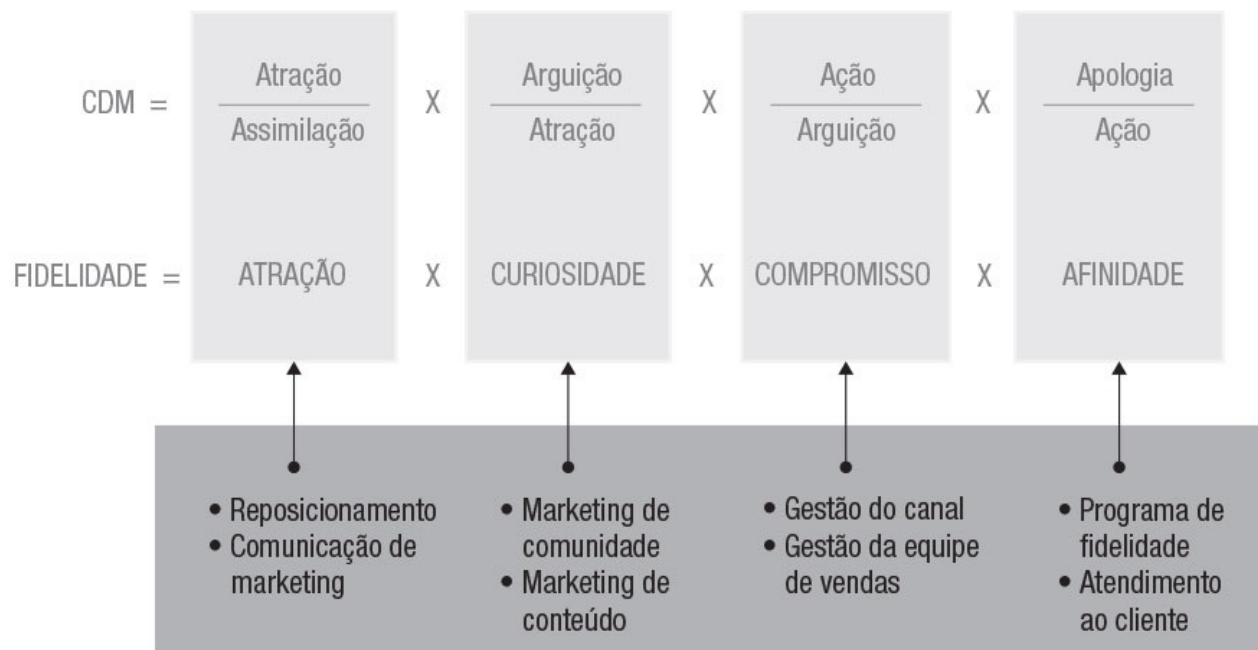 CDM = Atração / Assimilação X Arguição / Atração X Ação / Arguição X Apologia / Ação
FIDELIDADE = ATRAÇÃO X CURIOSIDADE X COMPROMISSO X AFINIDADE
• Reposicionamento
• Comunicação de
marketing
• Marketing de
comunidade
• Marketing de
conteúdo
• Gestão do canal
• Gestão da equipe
de vendas
• Programa de
fidelidade
• Atendimento
ao cliente